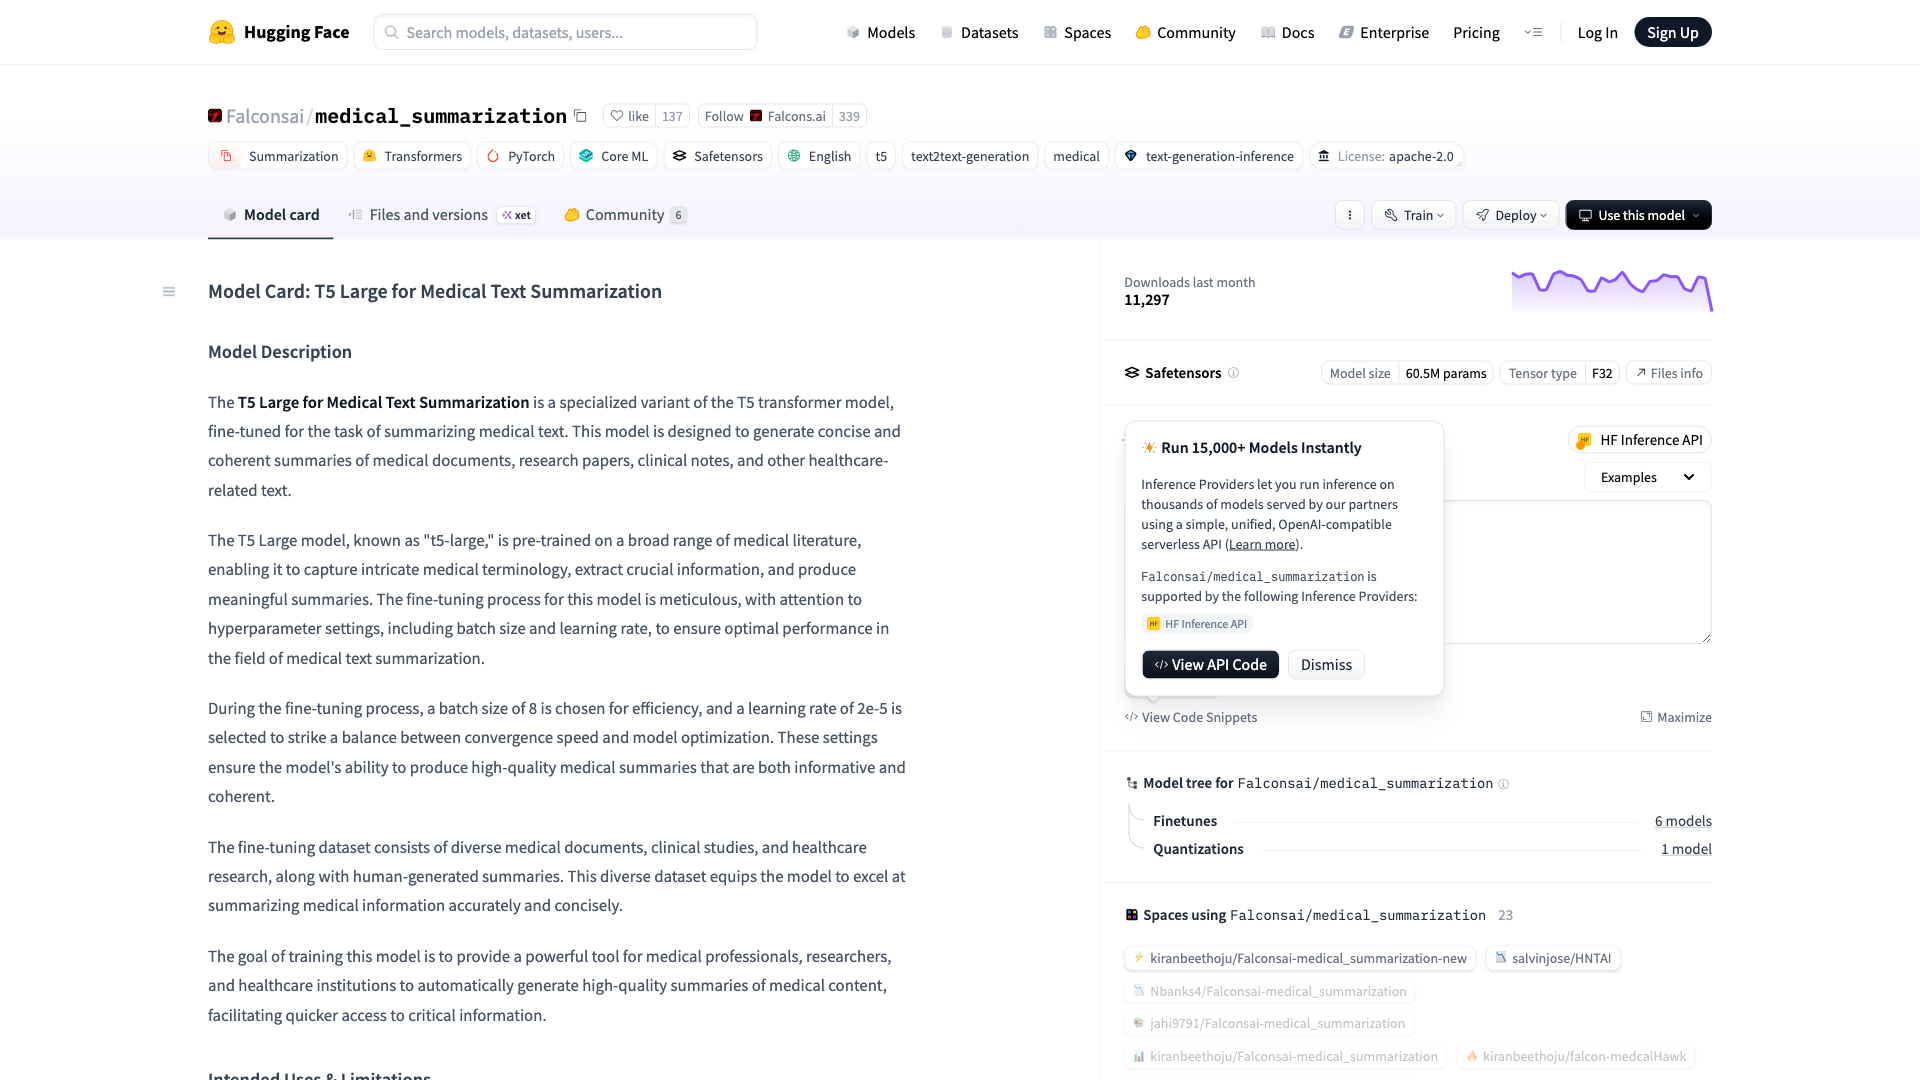 Hugging Face
Search models, datasets, users...
Models
Datasets
Spaces
Community
Docs
Enterprise
Pricing
Log In
Sign Up
Falconsai/medical_summarization
like 137
Follow Falcons.ai 339
Summarization
Transformers
PyTorch
Core ML
Safetensors
English
t5
text2text-generation
medical
text-generation-inference
License: apache-2.0
Model card
Files and versions
xet
Community 6
Train
Deploy
Use this model
Model Card: T5 Large for Medical Text Summarization
Model Description
The T5 Large for Medical Text Summarization is a specialized variant of the T5 transformer model,
fine-tuned for the task of summarizing medical text. This model is designed to generate concise and
coherent summaries of medical documents, research papers, clinical notes, and other healthcare-
related text.
The T5 Large model, known as "t5-large," is pre-trained on a broad range of medical literature,
enabling it to capture intricate medical terminology, extract crucial information, and produce
meaningful summaries. The fine-tuning process for this model is meticulous, with attention to
hyperparameter settings, including batch size and learning rate, to ensure optimal performance in
the field of medical text summarization.
During the fine-tuning process, a batch size of 8 is chosen for efficiency, and a learning rate of 2e-5 is
selected to strike a balance between convergence speed and model optimization. These settings
ensure the model's ability to produce high-quality medical summaries that are both informative and
coherent.
The fine-tuning dataset consists of diverse medical documents, clinical studies, and healthcare
research, along with human-generated summaries. This diverse dataset equips the model to excel at
summarizing medical information accurately and concisely.
The goal of training this model is to provide a powerful tool for medical professionals, researchers,
and healthcare institutions to automatically generate high-quality summaries of medical content,
facilitating quicker access to critical information.
Intended Uses & Limitations
Downloads last month
11,297
Safetensors
Model size 60.5M params
Tensor type F32
Files info
HF Inference API
Examples
Run 15,000+ Models Instantly
Inference Providers let you run inference on
thousands of models served by our partners
using a simple, unified, OpenAI-compatible
serverless API (Learn more).
Falconsai/medical_summarization is
supported by the following Inference Providers:
HF Inference API
</> View API Code
Dismiss
</> View Code Snippets
Maximize
Model tree for Falconsai/medical_summarization
Finetunes
6 models
Quantizations
1 model
Spaces using Falconsai/medical_summarization 23
kiranbeethoju/Falconsai-medical_summarization-new
salvinjose/HNTAI
Nbanks4/Falconsai-medical_summarization
jahi9791/Falconsai-medical_summarization
kiranbeethoju/Falconsai-medical_summarization
kiranbeethoju/falcon-medcalHawk